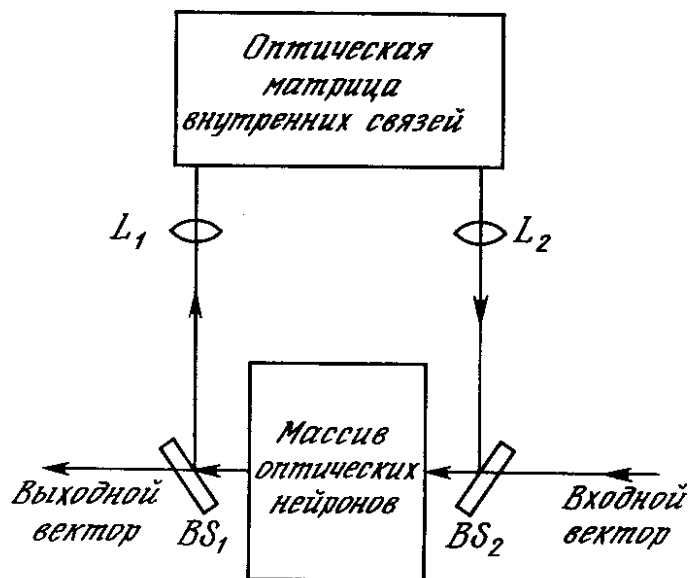 Оптическая
матрица
внутренних связей
L₁
L₂
Массив
оптических
нейронов
Выходной
вектор
BS₁
BS₂
Входной
вектор